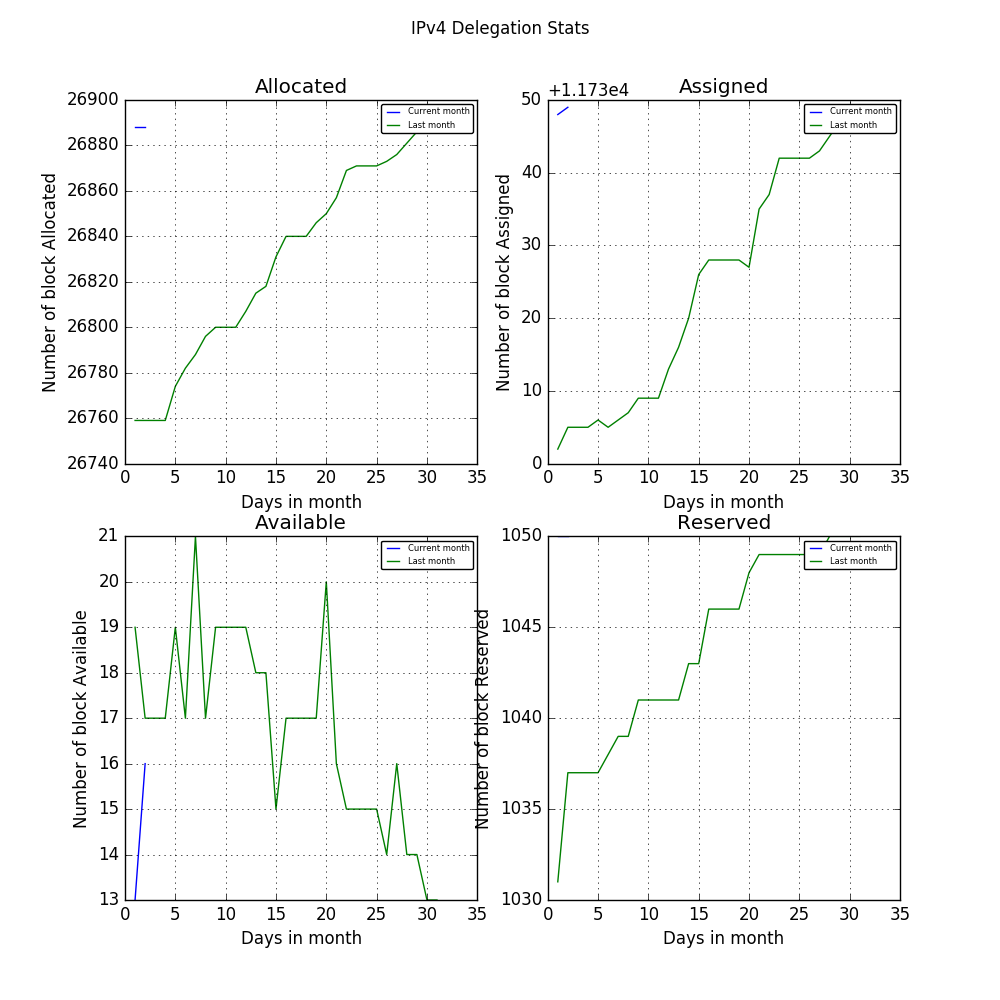 IPv4 Delegation Stats
Allocated
26900
26880
26860
26840
26820
26800
26780
26760
26740
Number of block Allocated
Current month
Last month
0 5 10 15 20 25 30 35
Days in month
+1.173e4
Assigned
50
40
30
20
10
0
Number of block Assigned
Current month
Last month
0 5 10 15 20 25 30 35
Days in month
Available
21
20
19
18
17
16
15
14
13
Number of block Available
Current month
Last month
0 5 10 15 20 25 30 35
Days in month
Reserved
1050
1045
1040
1035
1030
Number of block Reserved
Current month
Last month
0 5 10 15 20 25 30 35
Days in month